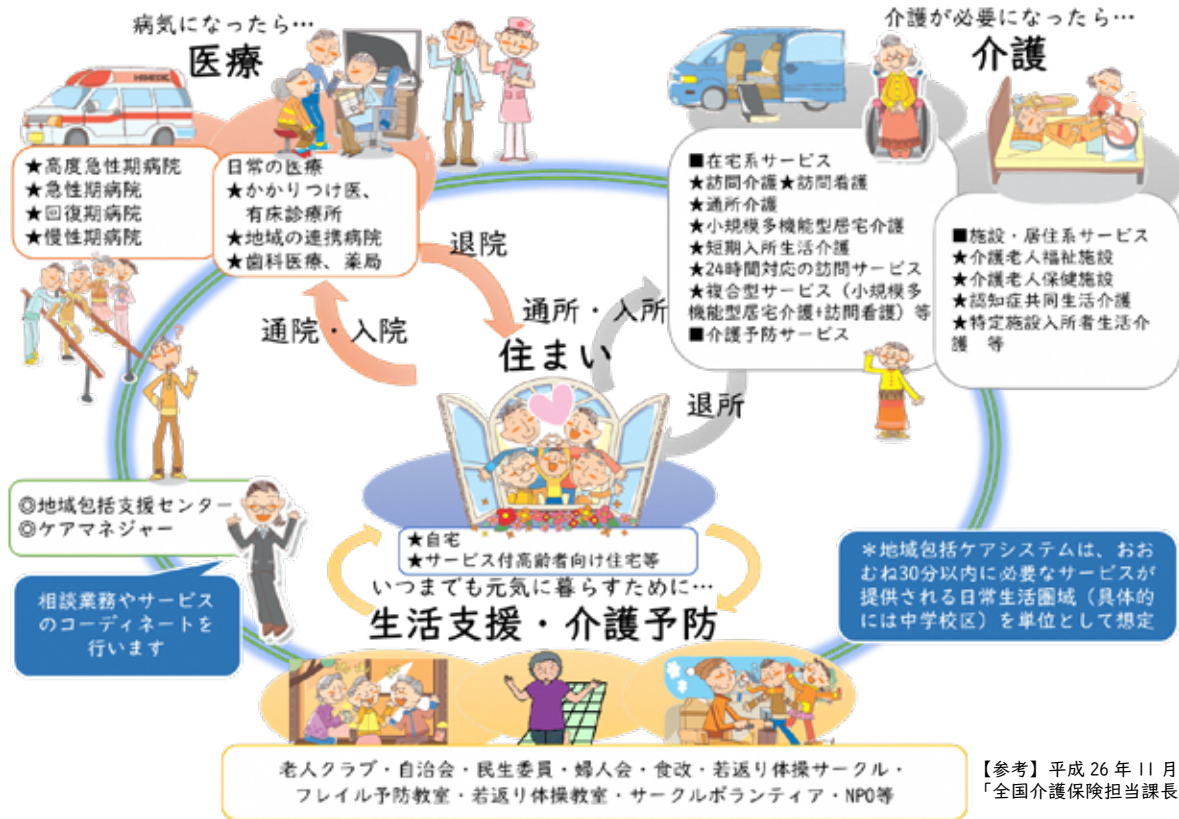 病気になったら…
医療
HIMEDIC
★高度急性期病院
★急性期病院
★回復期病院
★慢性期病院
日常の医療
★かかりつけ医、
有床診療所
★地域の連携病院
★歯科医療、薬局
介護が必要になったら…
介護
■在宅系サービス
★訪問介護★訪問看護
★通所介護
★小規模多機能型居宅介護
★短期入所生活介護
★24時間対応の訪問サービス
★複合型サービス（小規模多
機能型居宅介護+訪問看護）等
■介護予防サービス
■施設・居住系サービス
★介護老人福祉施設
★介護老人保健施設
★認知症共同生活介護
★特定施設入所者生活介
護　等
退院
通院・入院
通所・入所
退所
住まい
★自宅
★サービス付高齢者向け住宅等
◎地域包括支援センター
◎ケアマネジャー
相談業務やサービス
のコーディネートを
行います
いつまでも元気に暮らすために…
生活支援・介護予防
＊地域包括ケアシステムは、おお
むね30分以内に必要なサービスが
提供される日常生活圏域（具体的
には中学校区）を単位として想定
老人クラブ・自治会・民生委員・婦人会・食改・若返り体操サークル・
フレイル予防教室・若返り体操教室・サークルボランティア・NPO等
【参考】平成26年11月
「全国介護保険担当課長